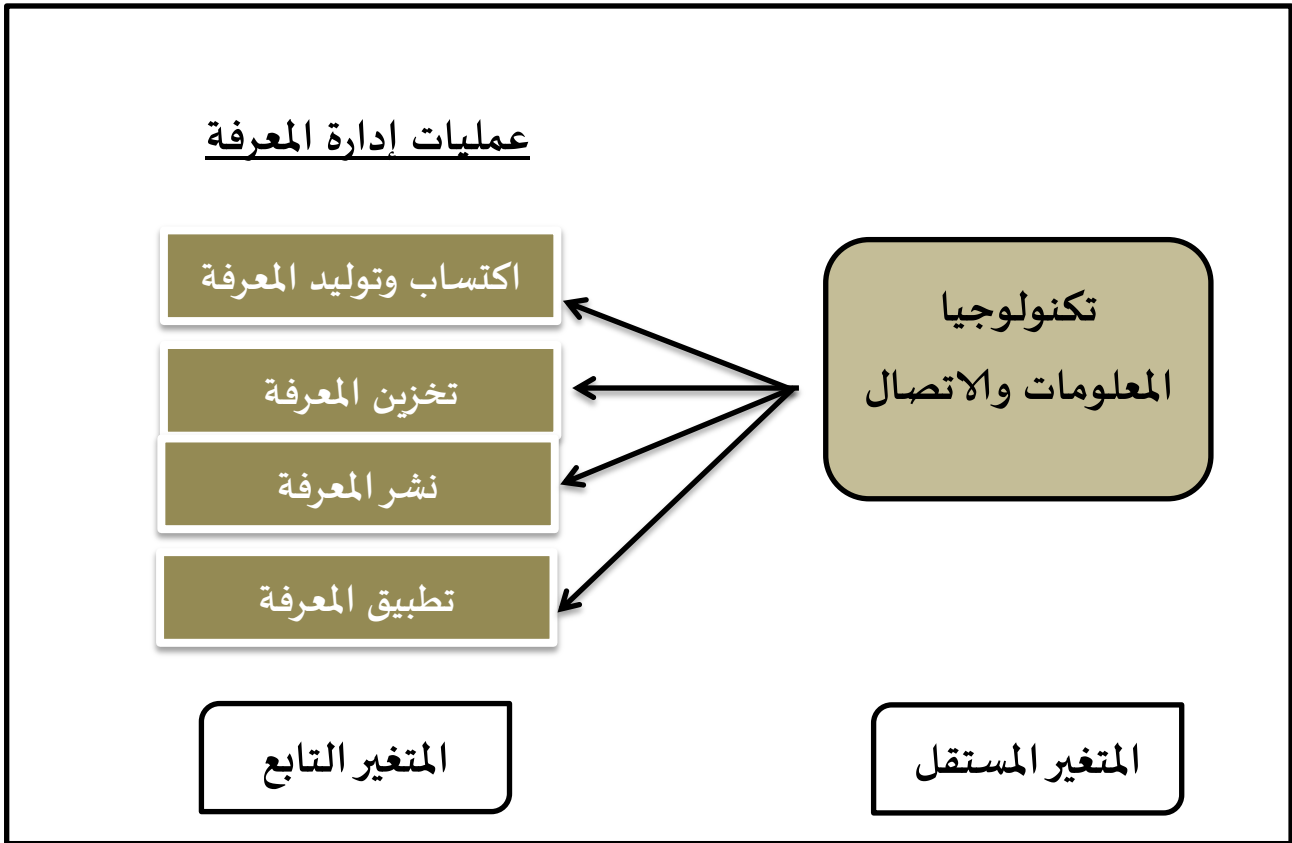 عمليات إدارة المعرفة
تكنولوجيا
المعلومات والاتصال
اكتساب وتوليد المعرفة
تخزين المعرفة
نشر المعرفة
تطبيق المعرفة
المتغير المستقل
المتغير التابع